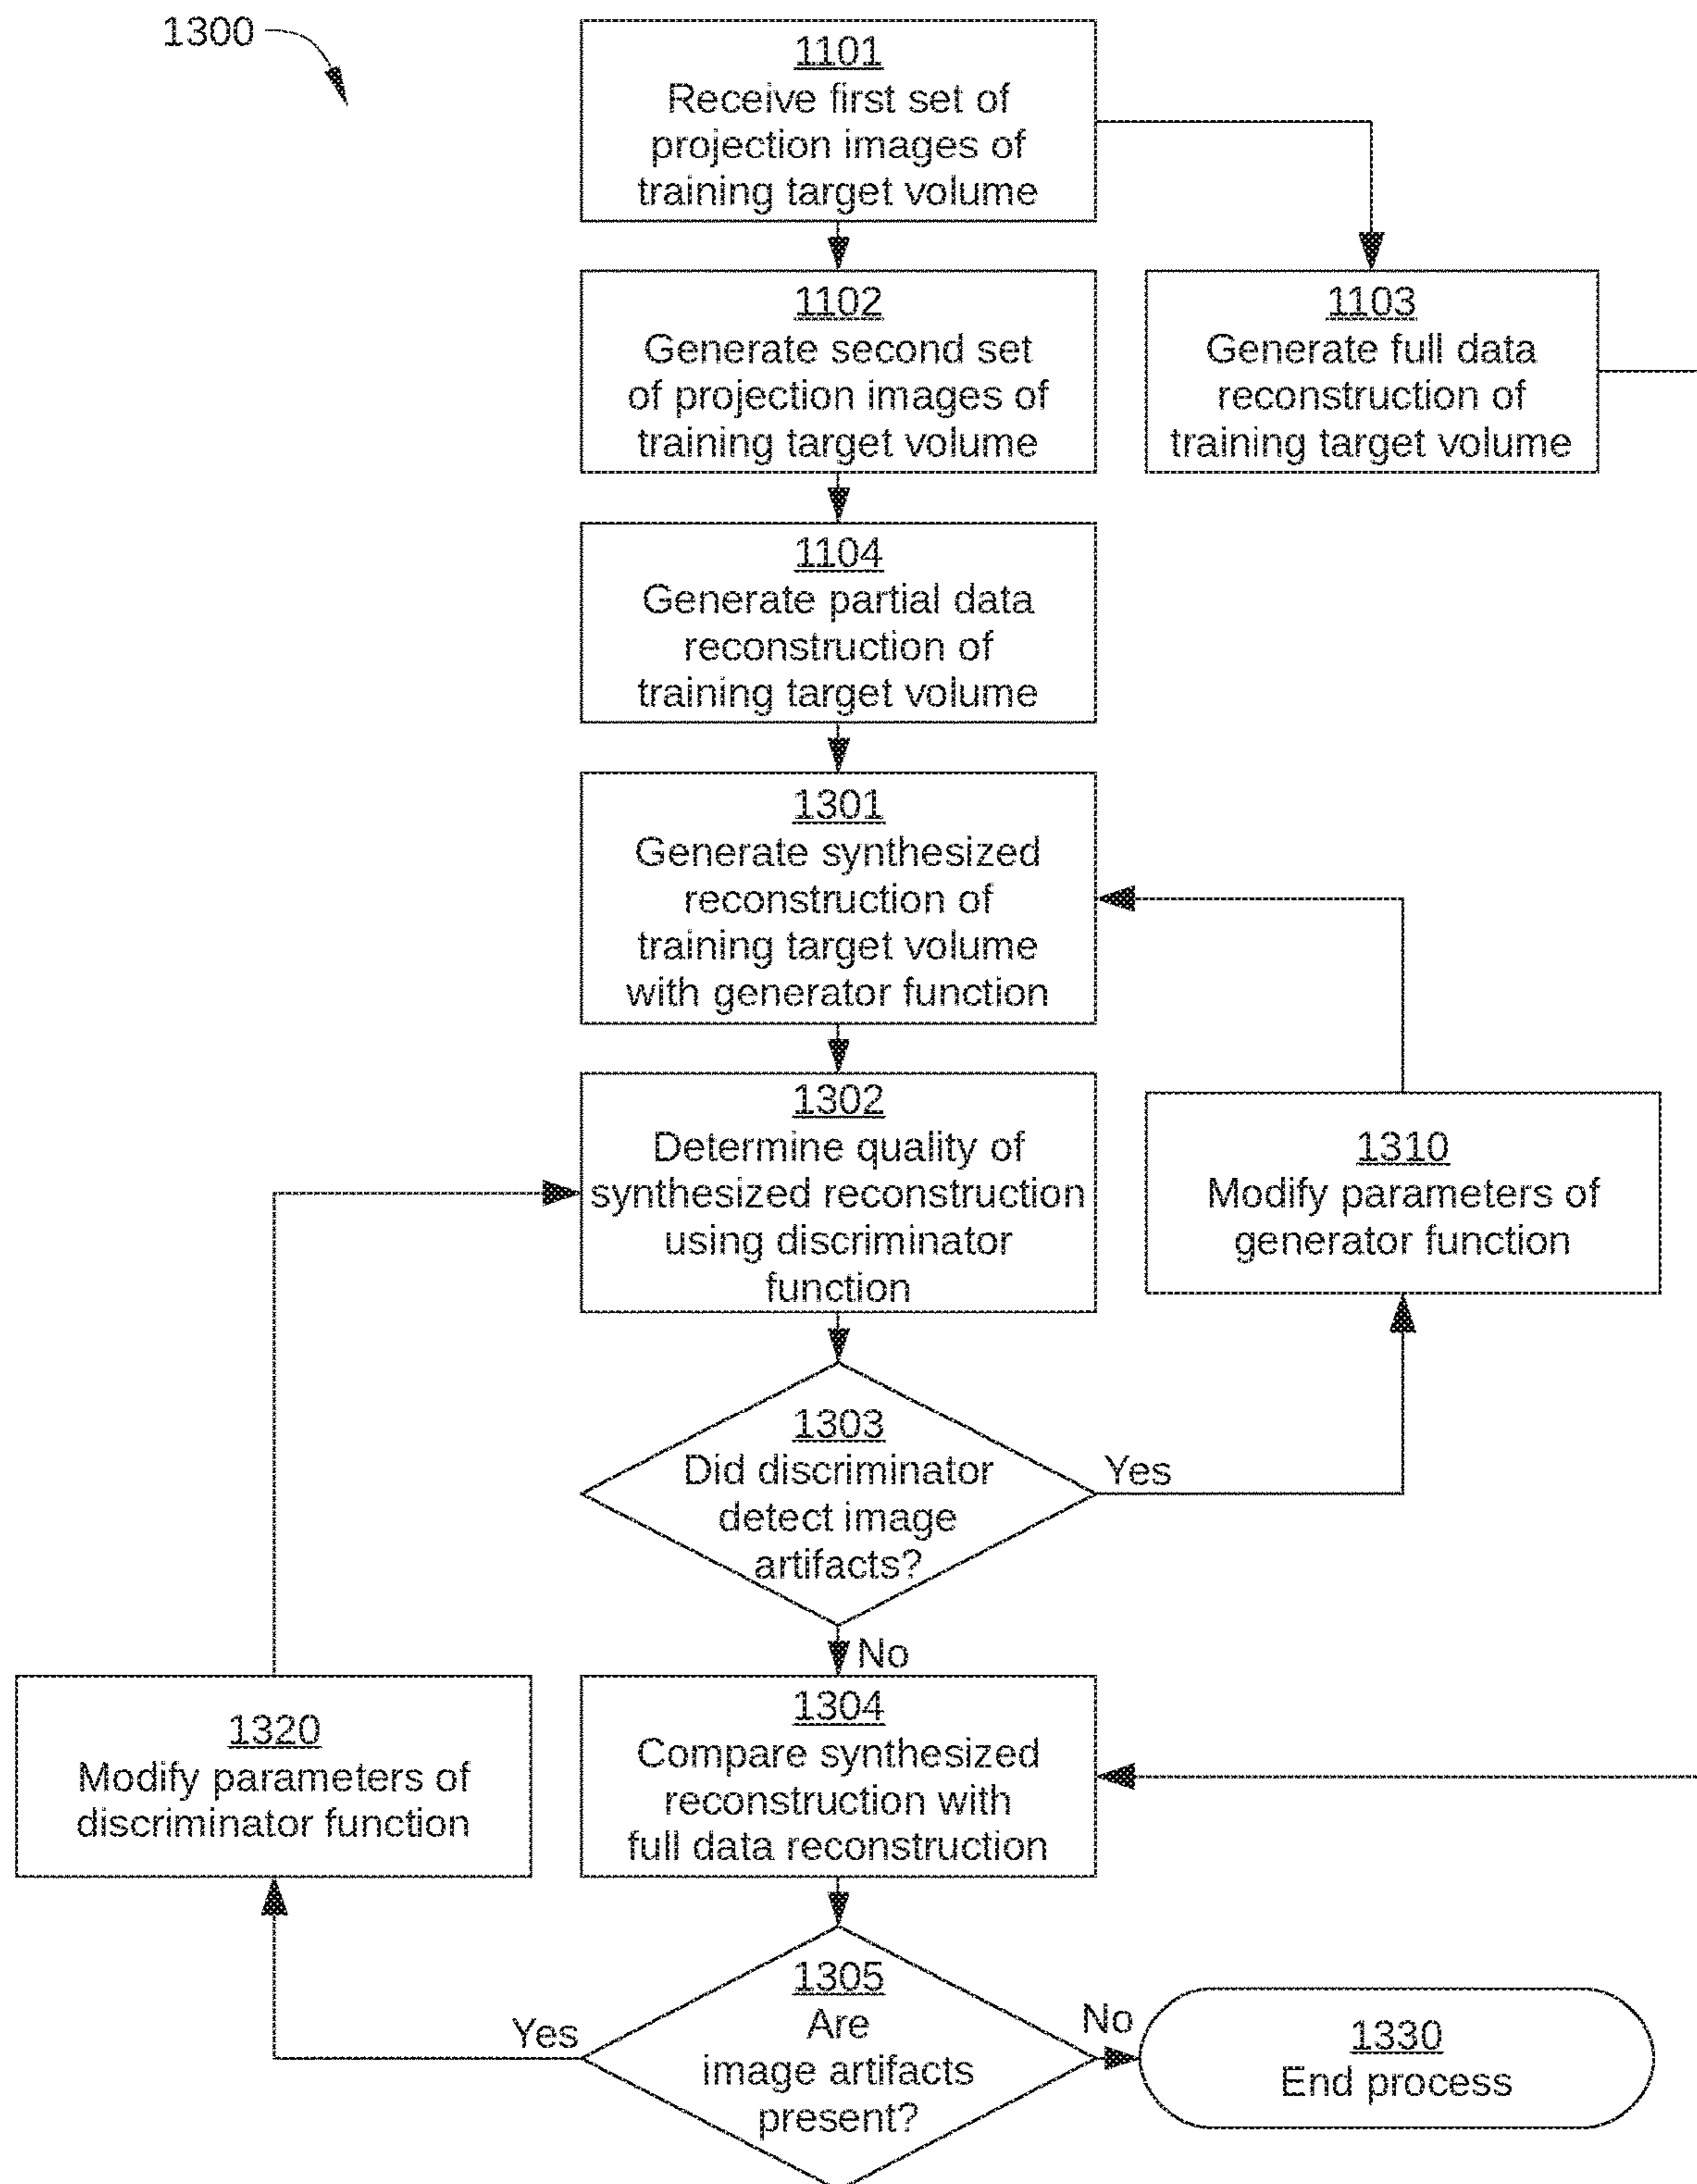 1300
1101
Receive first set of
projection images of
training target volume
1102
Generate second set
of projection images of
training target volume
1103
Generate full data
reconstruction of
training target volume
1104
Generate partial data
reconstruction of
training target volume
1301
Generate synthesized
reconstruction of
training target volume
with generator function
1302
Determine quality of
synthesized reconstruction
using discriminator
function
1310
Modify parameters of
generator function
1303
Did discriminator
detect image
artifacts?
Yes
No
1304
Compare synthesized
reconstruction with
full data reconstruction
1320
Modify parameters of
discriminator function
1305
Are
image artifacts
present?
Yes
No
1330
End process